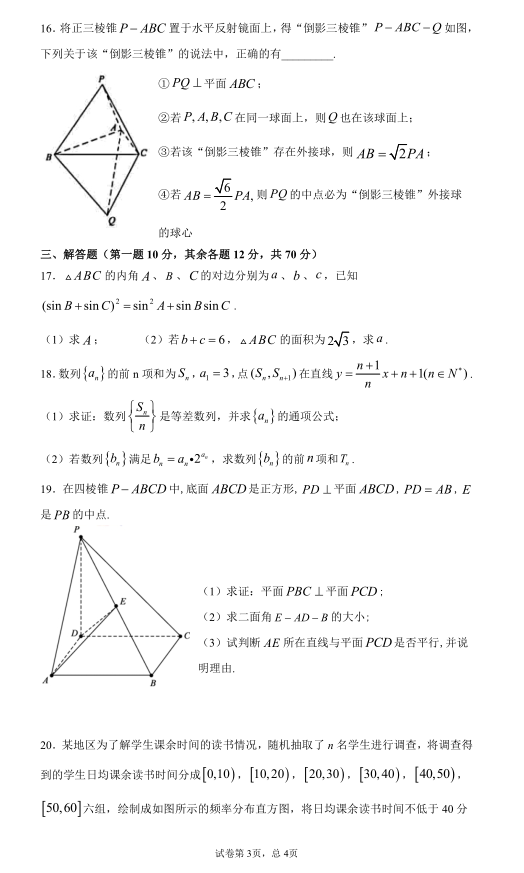 16．将正三棱锥 P－ABC 置于水平反射镜面上，得“倒影三棱锥” P－ABC－Q 如图，
下列关于该“倒影三棱锥”的说法中，正确的有________.
P
A
B
C
Q
①PQ⊥平面 ABC；
②若 P, A, B, C 在同一球面上，则 Q 也在该球面上；
③若该“倒影三棱锥”存在外接球，则 AB = √2PA；
④若 AB = √6/2 PA, 则 PQ 的中点必为“倒影三棱锥”外接球
的球心
三、解答题（第一题 10 分，其余各题 12 分，共 70 分）
17．△ABC 的内角 A、B、C 的对边分别为 a、b、c，已知
(sin B + sin C)² = sin² A + sin B sin C．
（1）求 A；（2）若 b + c = 6，△ABC 的面积为 2√3，求 a．
18.数列{aₙ}的前 n 项和为 Sₙ，a₁ = 3，点 (Sₙ, Sₙ₊₁) 在直线 y = (n+1)/n x + n + 1(n ∈ N*)．
（1）求证：数列{Sₙ/n}是等差数列，并求{aₙ}的通项公式；
（2）若数列{bₙ}满足 bₙ = aₙ•2^{aₙ}，求数列{bₙ}的前 n 项和 Tₙ．
19．在四棱锥 P－ABCD 中, 底面 ABCD 是正方形, PD⊥平面 ABCD, PD = AB, E
是 PB 的中点.
P
E
D
C
A
B
（1）求证：平面 PBC⊥平面 PCD；
（2）求二面角 E－AD－B 的大小；
（3）试判断 AE 所在直线与平面 PCD 是否平行, 并说
明理由.
20．某地区为了解学生课余时间的读书情况，随机抽取了 n 名学生进行调查，将调查得
到的学生日均课余读书时间分成[0,10)，[10,20)，[20,30)，[30,40)，[40,50)，
[50,60]六组，绘制成如图所示的频率分布直方图，将日均课余读书时间不低于 40 分
试卷第 3页，总 4页